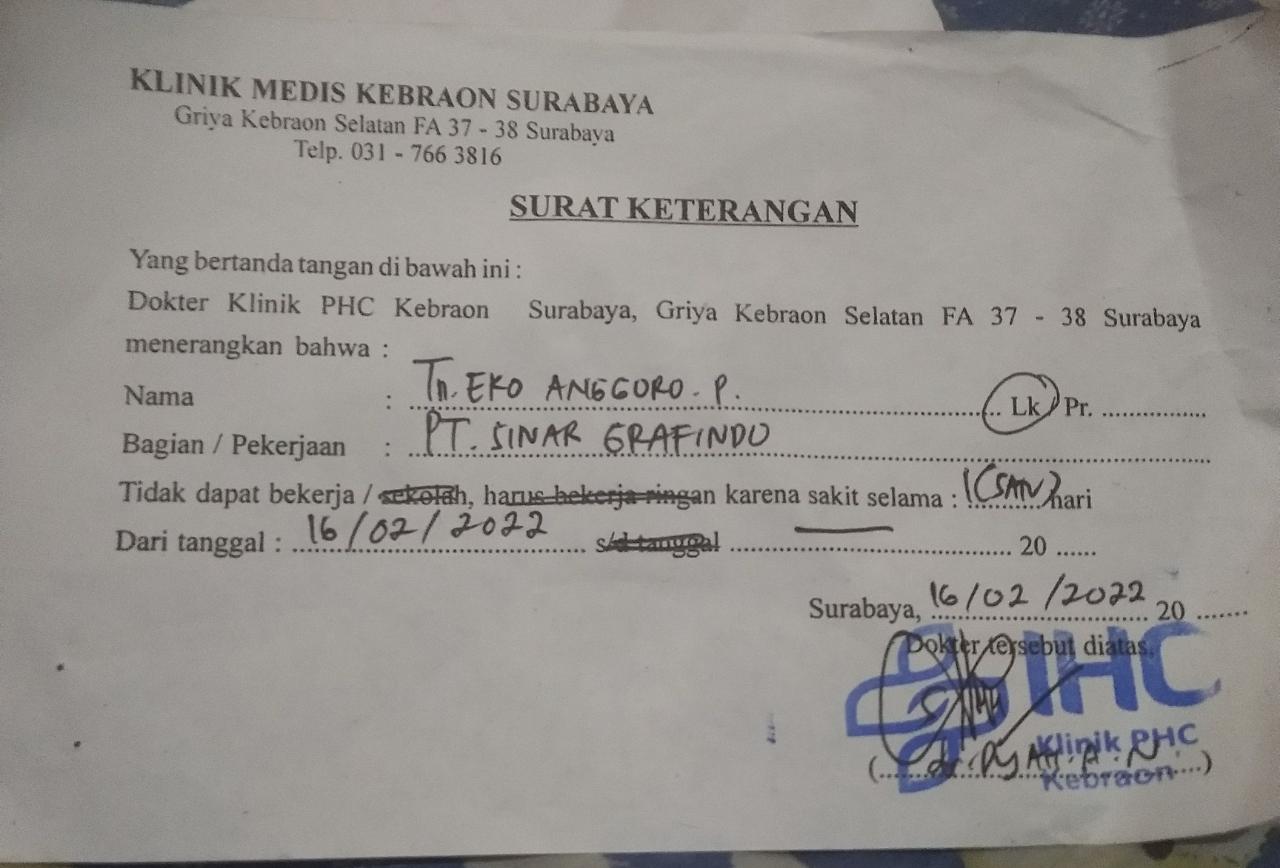 KLINIK MEDIS KEBRAON SURABAYA
Griya Kebraon Selatan FA 37 - 38 Surabaya
Telp. 031 - 766 3816
SURAT KETERANGAN
Yang bertanda tangan di bawah ini :
Dokter Klinik PHC Kebraon Surabaya, Griya Kebraon Selatan FA 37 - 38 Surabaya
menerangkan bahwa :
Nama : Tn. EKO ANGGORO. P. Lk/ Pr.
Bagian / Pekerjaan : PT. SINAR GRAFINDO
Tidak dapat bekerja / sekolah, harus bekerja ringan karena sakit selama : 1 (SATU) hari
Dari tanggal : 16/02/2022 s/d tanggal 20
Surabaya, 16/02/2022 20
Dokter tersebut diatas,
IHC
Klinik PHC
Kebraon
(dr. DYAH. A. N)